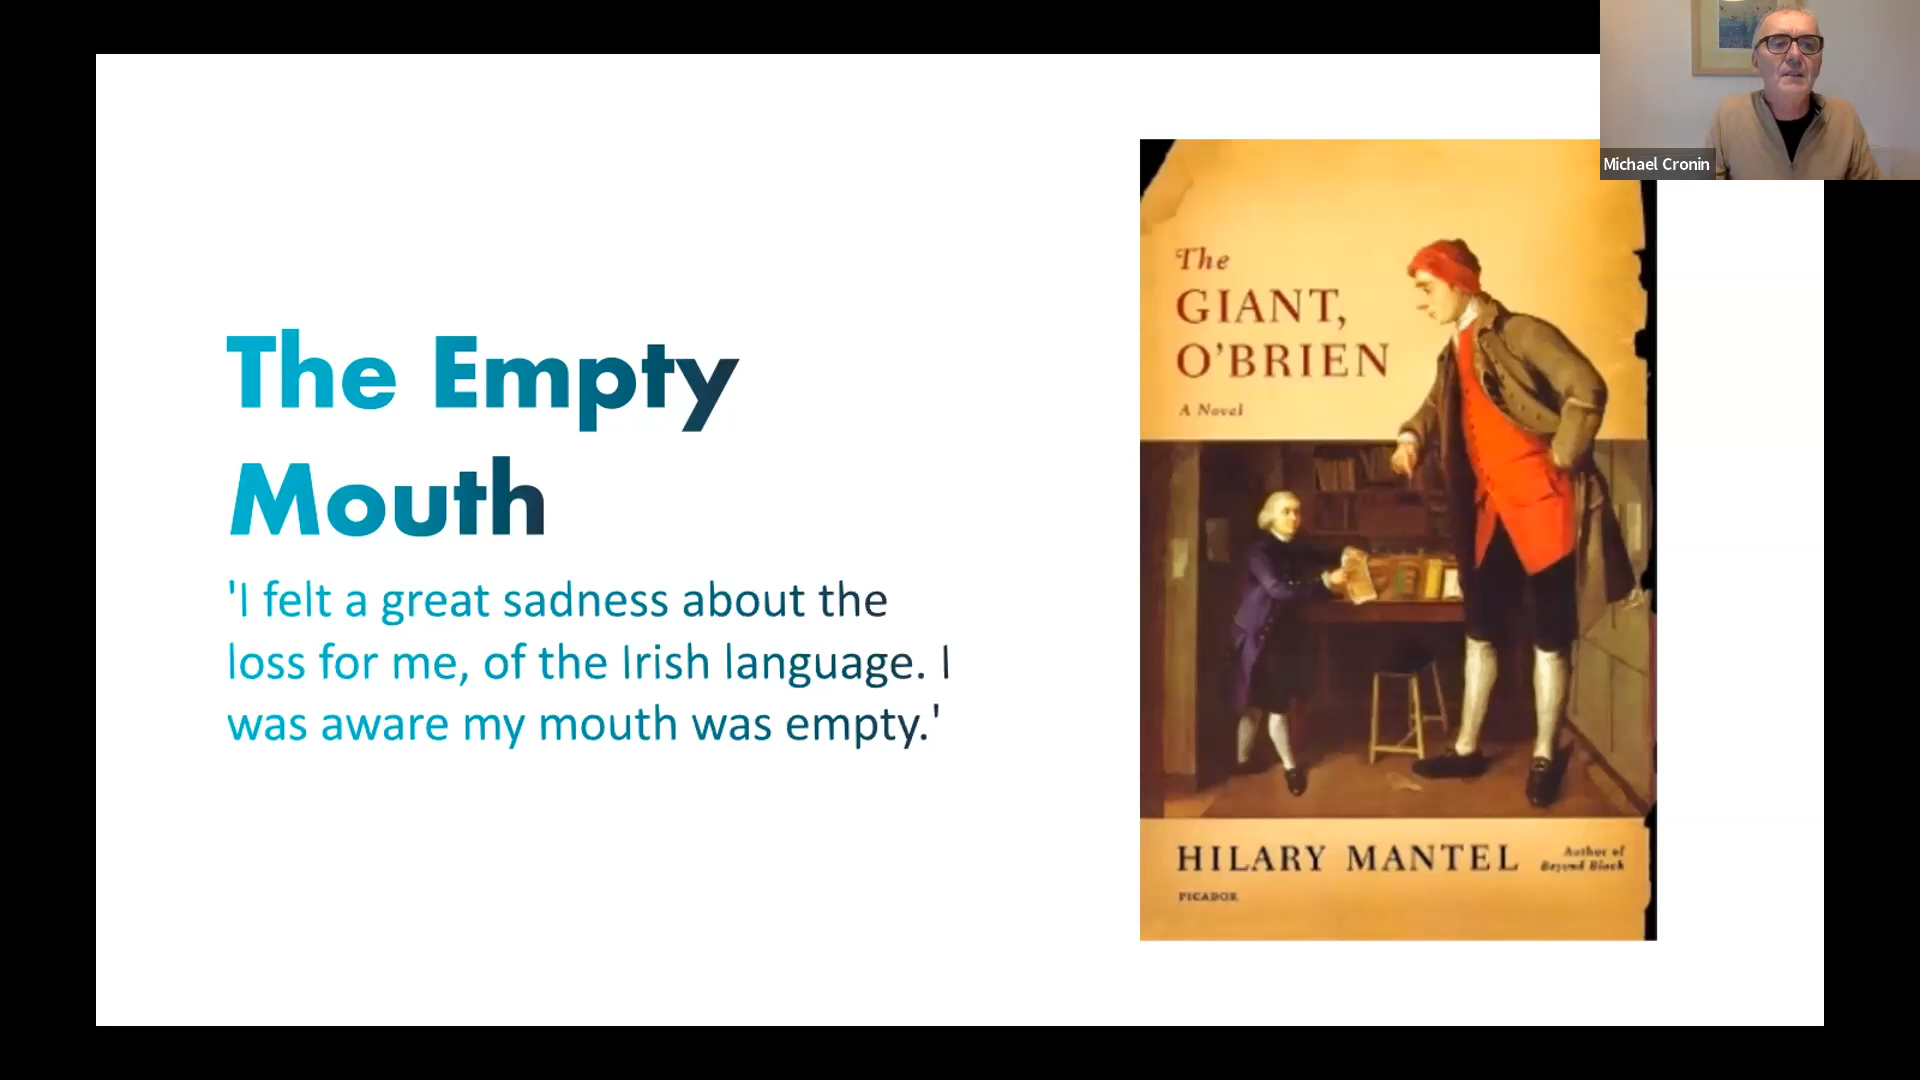 Michael Cronin
The Empty
Mouth
'I felt a great sadness about the
loss for me, of the Irish language. I
was aware my mouth was empty.'
The
GIANT,
O'BRIEN
A Novel
HILARY MANTEL
Author of
Beyond Black
PICADOR